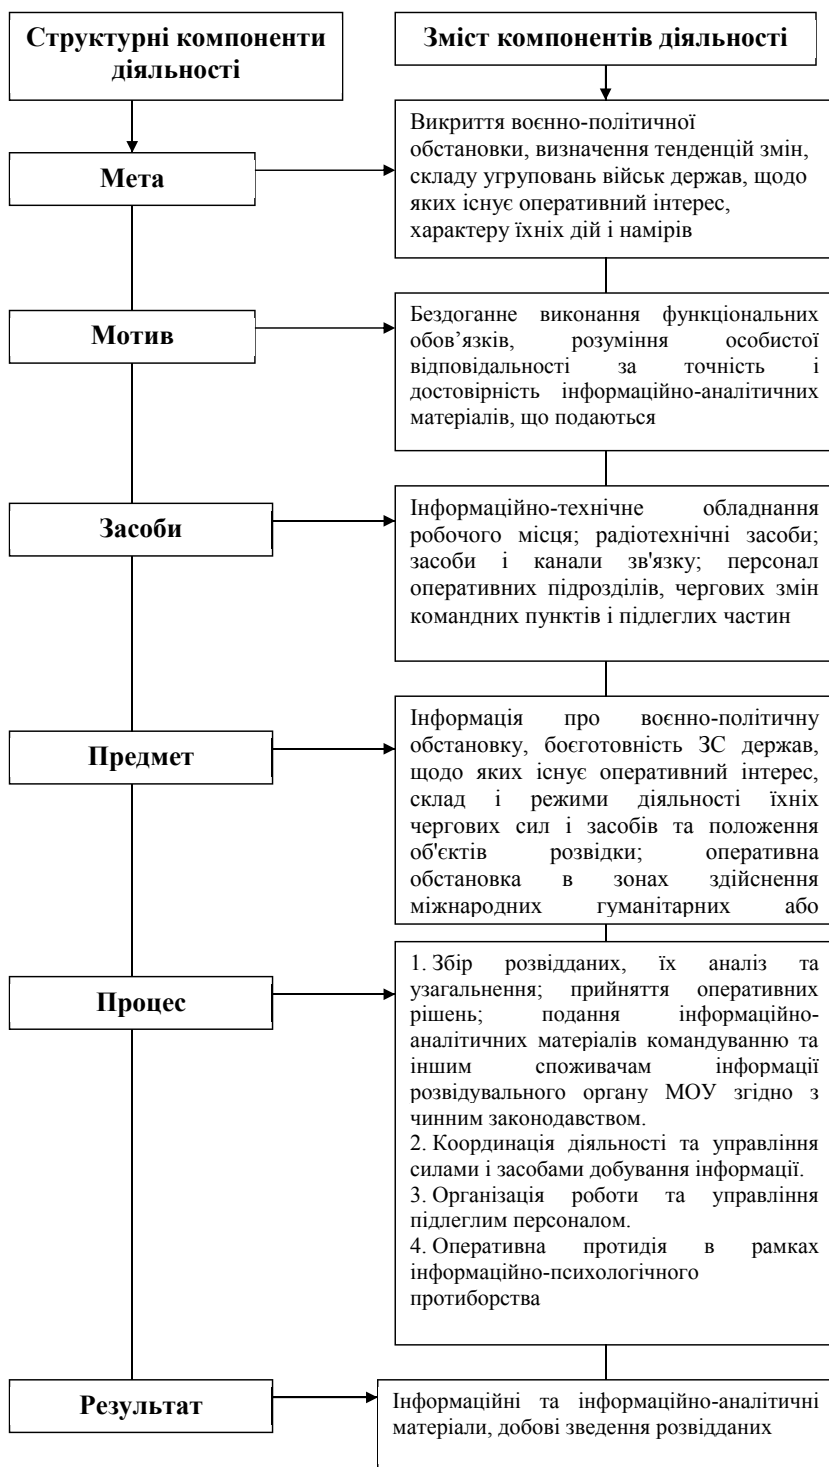 Структурні компоненти
діяльності
Зміст компонентів діяльності
Мета
Викриття воєнно-політичної
обстановки, визначення тенденцій змін,
складу угруповань військ держав, щодо
яких існує оперативний інтерес,
характеру їхніх дій і намірів
Мотив
Бездоганне виконання функціональних
обов’язків, розуміння особистої
відповідальності за точність і
достовірність інформаційно-аналітичних
матеріалів, що подаються
Засоби
Інформаційно-технічне обладнання
робочого місця; радіотехнічні засоби;
засоби і канали зв'язку; персонал
оперативних підрозділів, чергових змін
командних пунктів і підлеглих частин
Предмет
Інформація про воєнно-політичну
обстановку, боєготовність ЗС держав,
щодо яких існує оперативний інтерес,
склад і режими діяльності їхніх
чергових сил і засобів та положення
об'єктів розвідки; оперативна
обстановка в зонах здійснення
міжнародних гуманітарних або
Процес
1. Збір розвідданих, їх аналіз та
узагальнення; прийняття оперативних
рішень; подання інформаційно-
аналітичних матеріалів командуванню та
іншим споживачам інформації
розвідувального органу МОУ згідно з
чинним законодавством.
2. Координація діяльності та управління
силами і засобами добування інформації.
3. Організація роботи та управління
підлеглим персоналом.
4. Оперативна протидія в рамках
інформаційно-психологічного
протиборства
Результат
Інформаційні та інформаційно-аналітичні
матеріали, добові зведення розвідданих